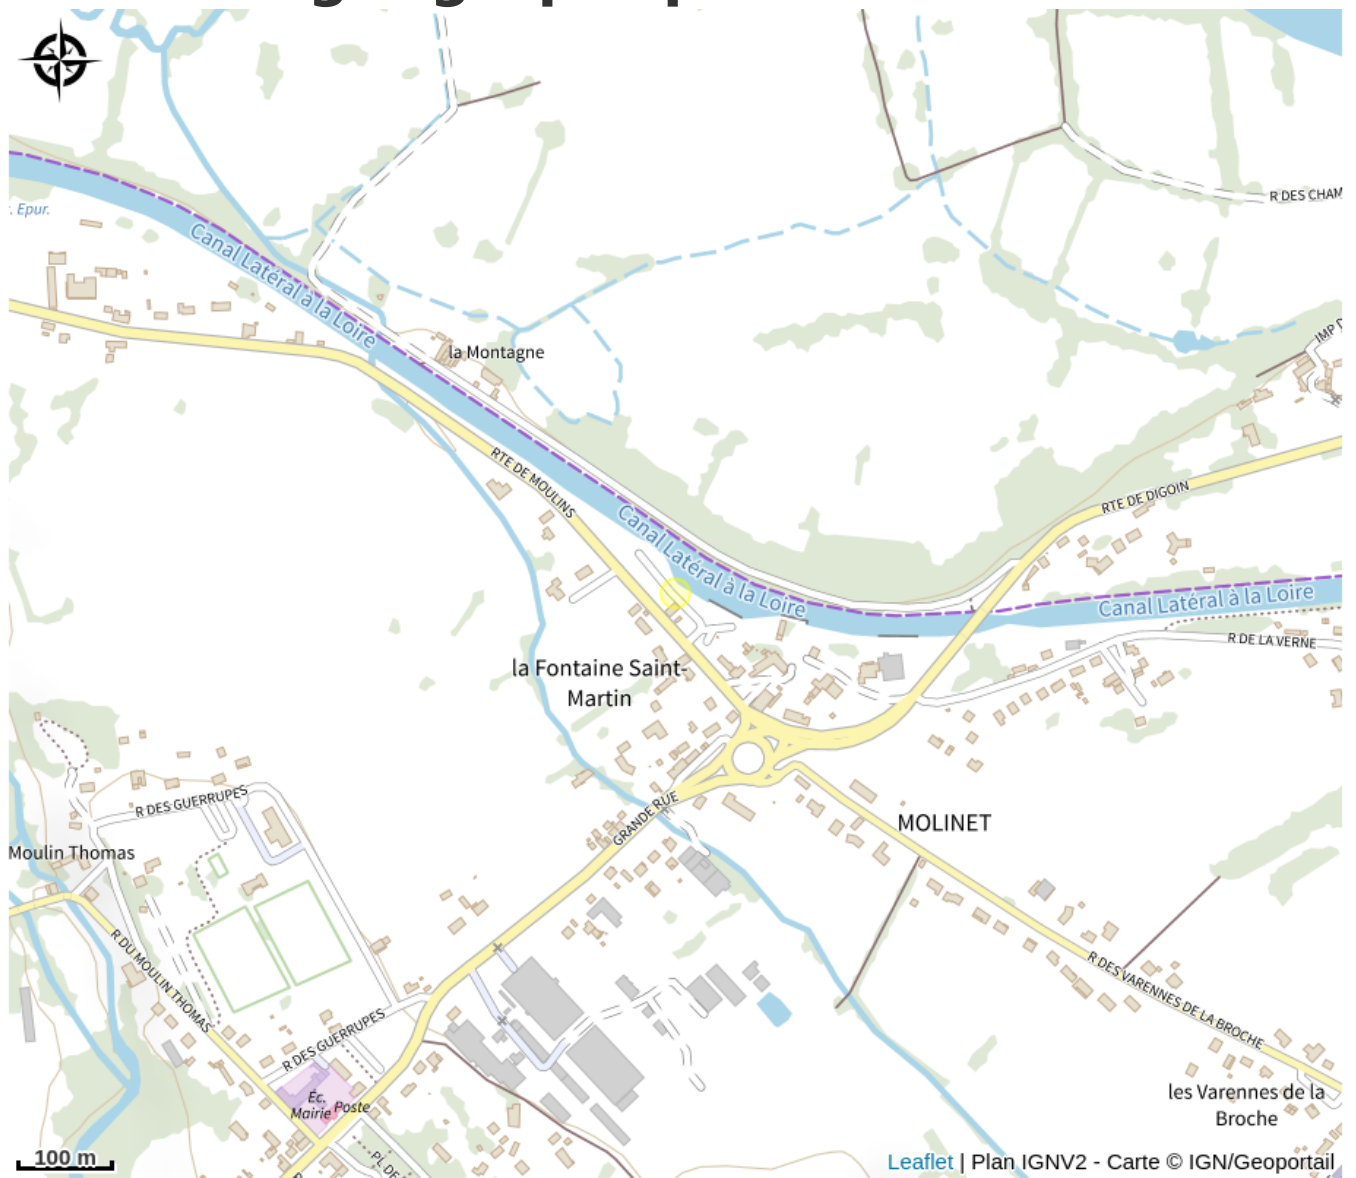 R DES CHAM
. Epur.
Canal Latéral à la Loire
IMP D
la Montagne
RTE DE MOULINS
RTE DE DIGOIN
Canal Latéral à la Loire
Canal Latéral à la Loire
R DE LA VERNE
la Fontaine Saint-
Martin
R DES GUERRUPES
GRANDE RUE
MOLINET
Moulin Thomas
R DU MOULIN THOMAS
R DES VARENNES DE LA BROCHE
R DES GUERRUPES
Éc.
Mairie
Poste
les Varennes de la
Broche
PL DE
100 m
Leaflet | Plan IGNV2 - Carte © IGN/Geoportail